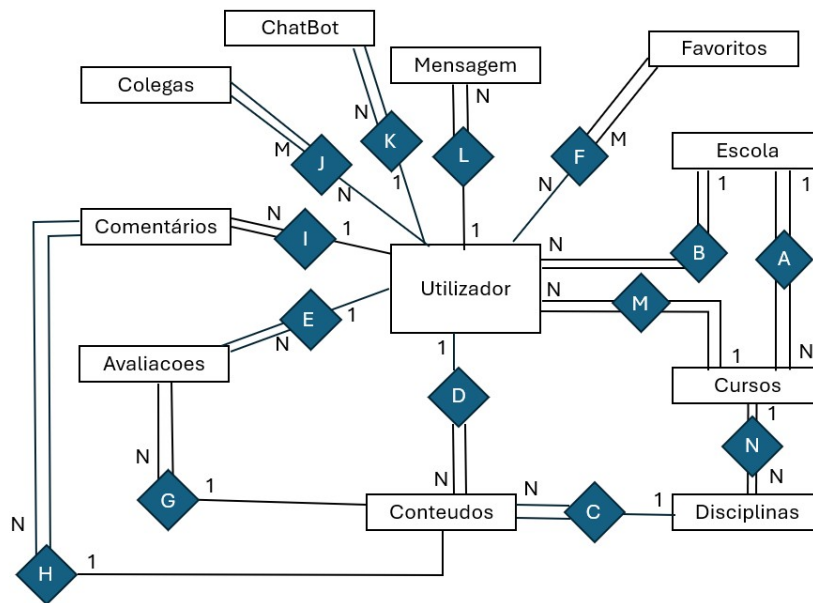 ChatBot
Mensagem
Favoritos
Colegas
N
N
K
M
J
N
1
L
1
N
F
M
Escola
1
1
Comentários
N
I
1
Utilizador
N
B
A
N
M
1
N
E
1
N
Avaliacoes
1
D
N
Cursos
1
N
N
N
G
1
Conteudos
N
C
1
Disciplinas
N
H
1